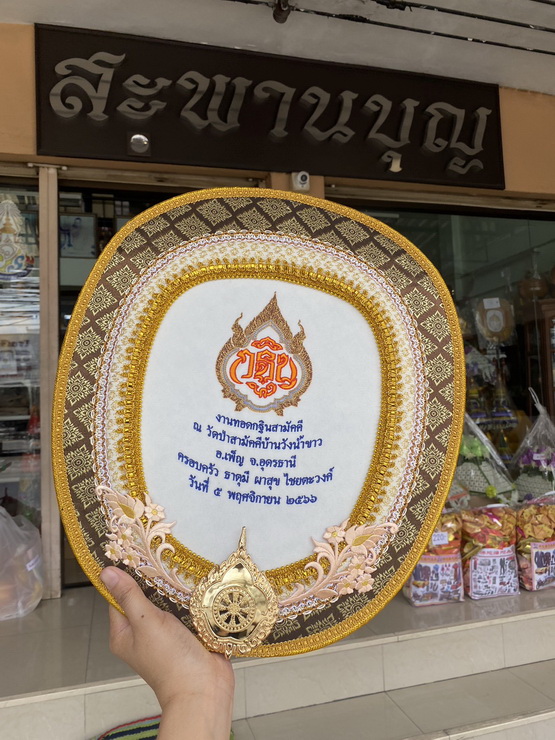 สะพานบุญ
กฐิน
งานทอดกฐินสามัคคี
ณ วัดป่าสามัคคีบ้านวังน้ำขาว
อ.เพ็ญ จ.อุดรธานี
ครอบครัว ธาตุมี ผาสุข ไชยตะวงค์
วันที่ ๕ พฤศจิกายน ๒๕๖๖